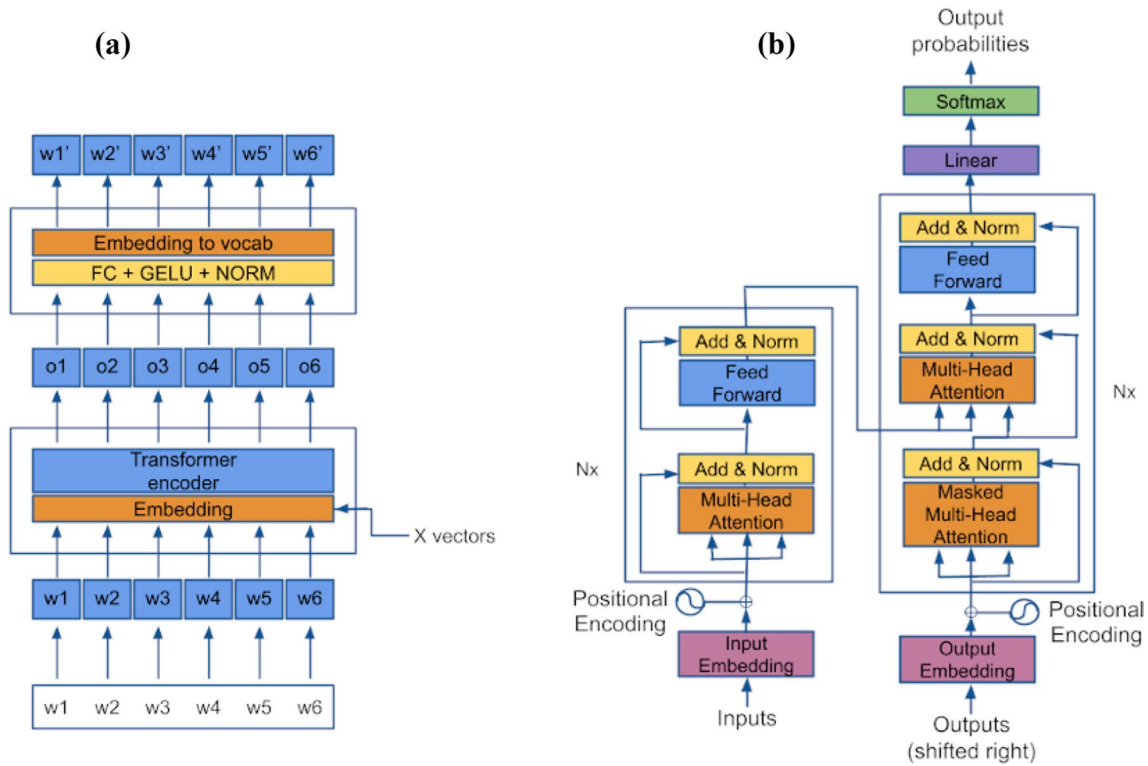 (a)
w1' w2' w3' w4' w5' w6'
Embedding to vocab
FC + GELU + NORM
o1 o2 o3 o4 o5 o6
Transformer
encoder
Embedding
X vectors
w1 w2 w3 w4 w5 w6
w1 w2 w3 w4 w5 w6
(b)
Output
probabilities
Softmax
Linear
Add & Norm
Feed
Forward
Add & Norm
Multi-Head
Attention
Nx
Add & Norm
Masked
Multi-Head
Attention
Positional
Encoding
Output
Embedding
Outputs
(shifted right)
Add & Norm
Feed
Forward
Nx
Add & Norm
Multi-Head
Attention
Positional
Encoding
Input
Embedding
Inputs